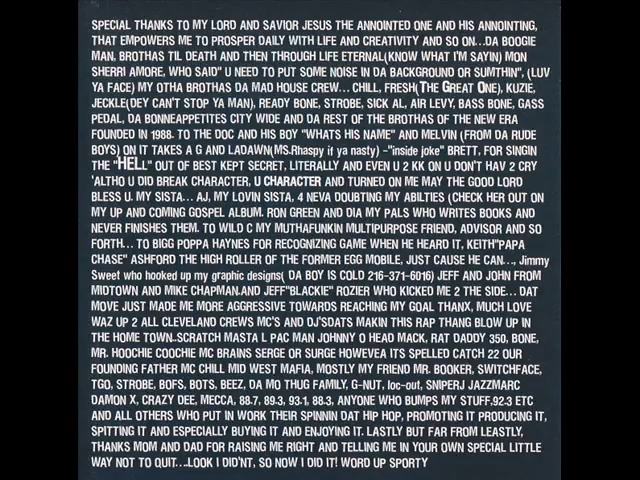 SPECIAL THANKS TO MY LORD AND SAVIOR JESUS THE ANNOINTED ONE AND HIS ANNOINTING,
THAT EMPOWERS ME TO PROSPER DAILY WITH LIFE AND CREATIVITY AND SO ON...DA BOOGIE
MAN, BROTHAS TIL DEATH AND THEN THROUGH LIFE ETERNAL(KNOW WHAT I'M SAYIN) MON
SHERRI AMORE, WHO SAID" U NEED TO PUT SOME NOISE IN DA BACKGROUND OR SUMTHIN", (LUV
YA FACE) MY OTHA BROTHAS DA MAD HOUSE CREW... CHILL, FRESH(THE GREAT ONE), KUZIE,
JECKLE(DEY CAN'T STOP YA MAN), READY BONE, STROBE, SICK AL, AIR LEVY, BASS BONE, GASS
PEDAL, DA BONNEAPPETITES CITY WIDE AND DA REST OF THE BROTHAS OF THE NEW ERA
FOUNDED IN 1988. TO THE DOC AND HIS BOY "WHATS HIS NAME" AND MELVIN (FROM DA RUDE
BOYS) ON IT TAKES A G AND LADAWN(MS.Rhaspy if ya nasty) -"inside joke" BRETT, FOR SINGIN
THE "HELL" OUT OF BEST KEPT SECRET, LITERALLY AND EVEN U 2 KK ON U DON'T HAV 2 CRY
'ALTHO U DID BREAK CHARACTER, U CHARACTER AND TURNED ON ME MAY THE GOOD LORD
BLESS U. MY SISTA... AJ, MY LOVIN SISTA, 4 NEVA DOUBTING MY ABILTIES (CHECK HER OUT ON
MY UP AND COMING GOSPEL ALBUM. RON GREEN AND DIA MY PALS WHO WRITES BOOKS AND
NEVER FINISHES THEM. TO WILD C MY MUTHAFUNKIN MULTIPURPOSE FRIEND, ADVISOR AND SO
FORTH... TO BIGG POPPA HAYNES FOR RECOGNIZING GAME WHEN HE HEARD IT, KEITH"PAPA
CHASE" ASHFORD THE HIGH ROLLER OF THE FORMER EGG MOBILE, JUST CAUSE HE CAN..., Jimmy
Sweet who hooked up my graphic designs( DA BOY IS COLD 216-371-6016) JEFF AND JOHN FROM
MIDTOWN AND MIKE CHAPMAN.AND JEFF"BLACKIE" ROZIER WHO KICKED ME 2 THE SIDE... DAT
MOVE JUST MADE ME MORE AGGRESSIVE TOWARDS REACHING MY GOAL THANX, MUCH LOVE
WAZ UP 2 ALL CLEVELAND CREWS MC'S AND DJ'SDATS MAKIN THIS RAP THANG BLOW UP IN
THE HOME TOWN..SCRATCH MASTA L PAC MAN JOHNNY O HEAD MACK, RAT DADDY 350, BONE,
MR. HOOCHIE COOCHIE MC BRAINS SERGE OR SURGE HOWEVEA ITS SPELLED CATCH 22 OUR
FOUNDING FATHER MC CHILL MID WEST MAFIA, MOSTLY MY FRIEND MR. BOOKER, SWITCHFACE,
TGO, STROBE, BOFS, BOTS, BEEZ, DA MO THUG FAMILY, G-NUT, loc-out, SNIPERJ JAZZMARC
DAMON X, CRAZY DEE, MECCA, 88-7, 89-3, 93-1, 88-3, ANYONE WHO BUMPS MY STUFF,92-3 ETC
AND ALL OTHERS WHO PUT IN WORK THEIR SPINNIN DAT HIP HOP, PROMOTING IT PRODUCING IT,
SPITTING IT AND ESPECIALLY BUYING IT AND ENJOYING IT. LASTLY BUT FAR FROM LEASTLY,
THANKS MOM AND DAD FOR RAISING ME RIGHT AND TELLING ME IN YOUR OWN SPECIAL LITTLE
WAY NOT TO QUIT....LOOK I DID'NT, SO NOW I DID IT! WORD UP SPORTY